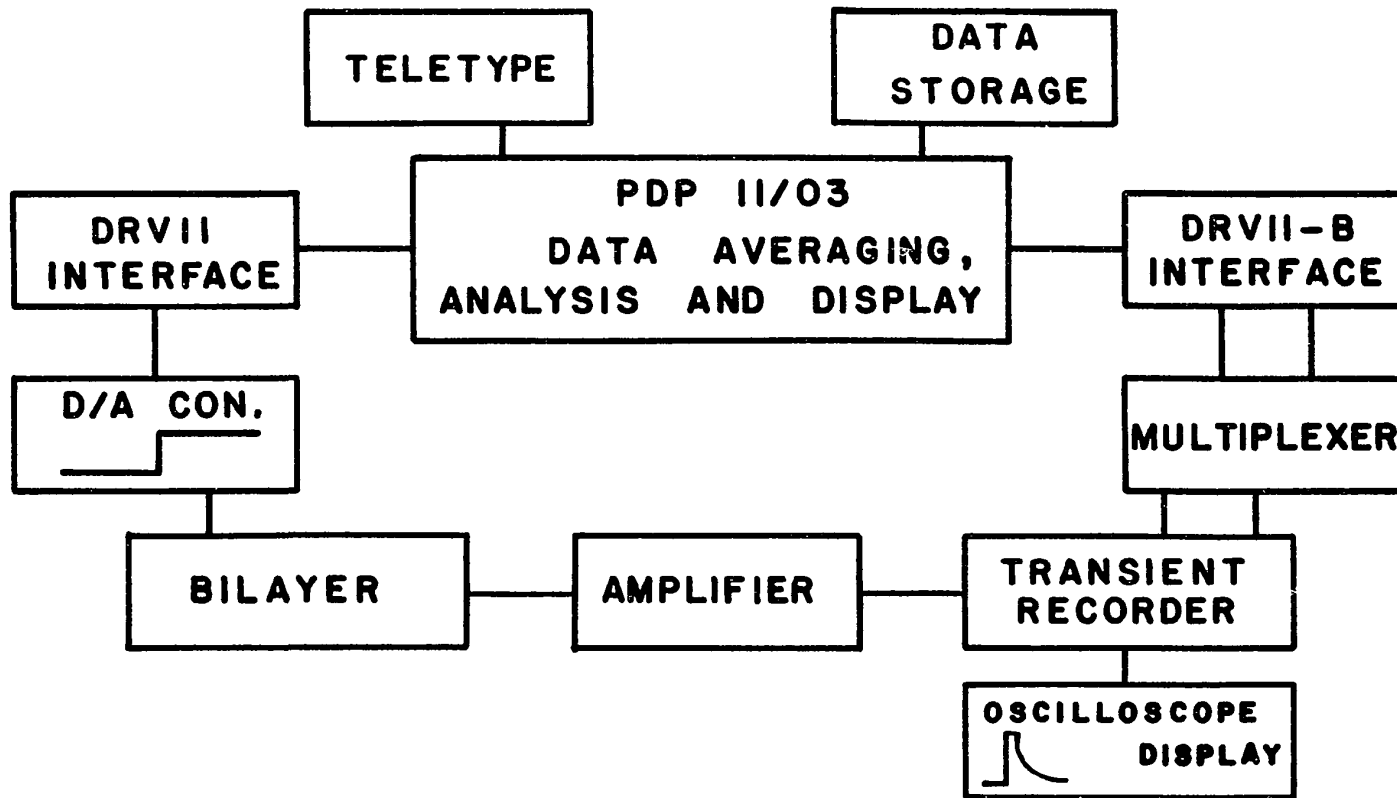 TELETYPE
DATA
STORAGE
PDP 11/03
DATA AVERAGING,
ANALYSIS AND DISPLAY
DRV11
INTERFACE
DRV11-B
INTERFACE
D/A CON.
MULTIPLEXER
BILAYER
AMPLIFIER
TRANSIENT
RECORDER
OSCILLOSCOPE
DISPLAY